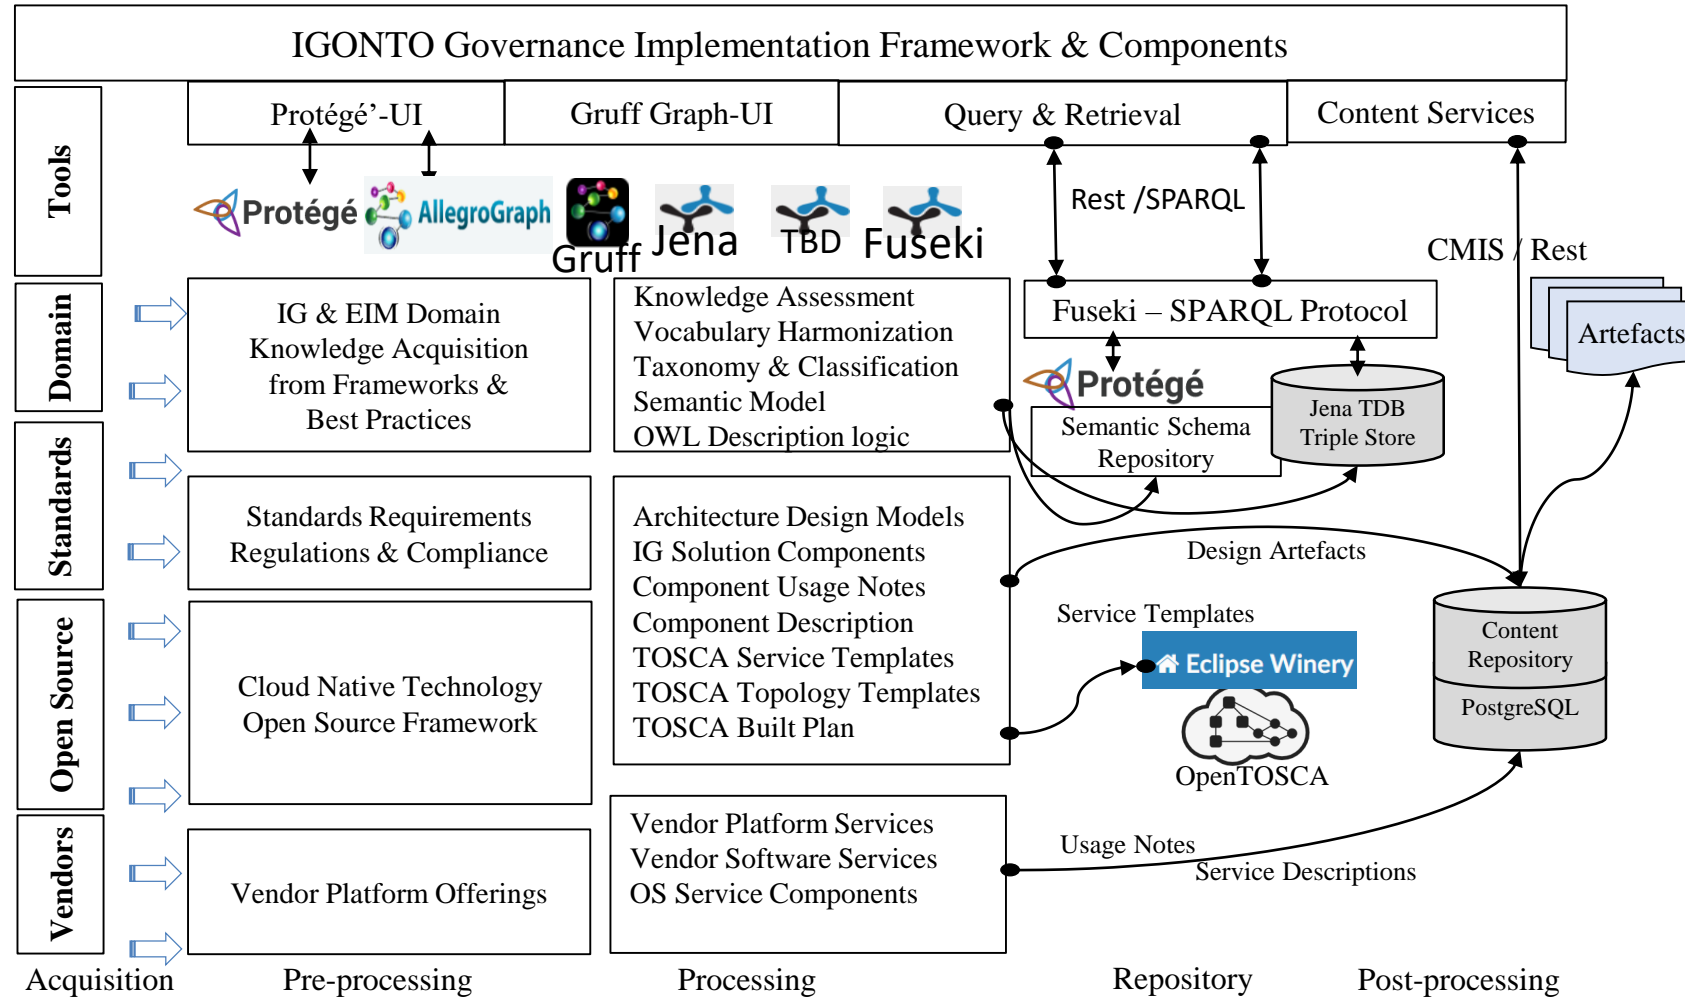 IGONTO Governance Implementation Framework & Components
Protégé’-UI
Gruff Graph-UI
Query & Retrieval
Content Services
Tools
Protégé
AllegroGraph
Gruff
Jena
TBD
Fuseki
Rest /SPARQL
CMIS / Rest
Domain
IG & EIM Domain
Knowledge Acquisition
from Frameworks &
Best Practices
Knowledge Assessment
Vocabulary Harmonization
Taxonomy & Classification
Semantic Model
OWL Description logic
Fuseki – SPARQL Protocol
Artefacts
Protégé
Semantic Schema
Repository
Jena TDB
Triple Store
Standards
Standards Requirements
Regulations & Compliance
Architecture Design Models
IG Solution Components
Component Usage Notes
Component Description
TOSCA Service Templates
TOSCA Topology Templates
TOSCA Built Plan
Design Artefacts
Service Templates
Eclipse Winery
OpenTOSCA
Content
Repository
PostgreSQL
Open Source
Cloud Native Technology
Open Source Framework
Vendors
Vendor Platform Offerings
Vendor Platform Services
Vendor Software Services
OS Service Components
Usage Notes
Service Descriptions
Acquisition
Pre-processing
Processing
Repository
Post-processing